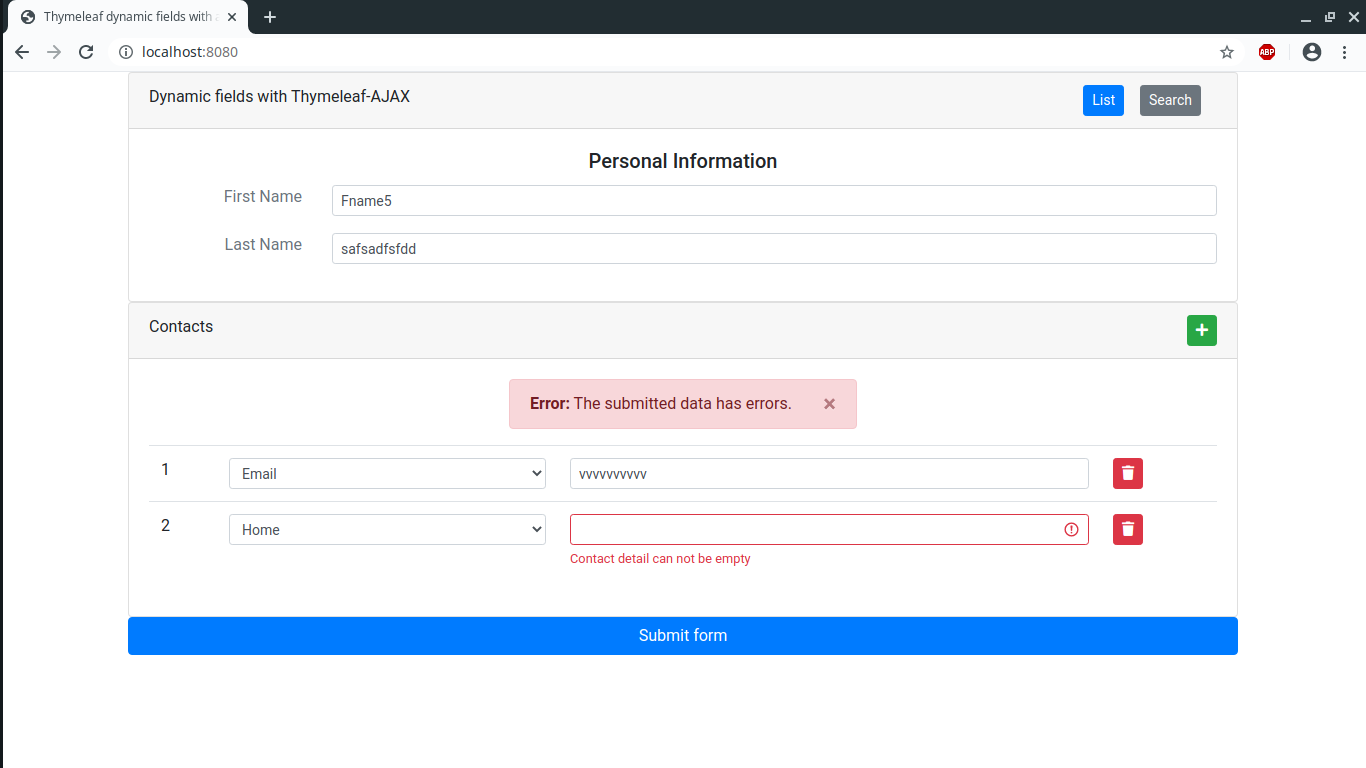 Thymeleaf dynamic fields with a
localhost:8080
ABP
Dynamic fields with Thymeleaf-AJAX
List
Search
Personal Information
First Name
Fname5
Last Name
safsadfsfdd
Contacts
Error: The submitted data has errors.
1
Email
vvvvvvvvvv
2
Home
Contact detail can not be empty
Submit form